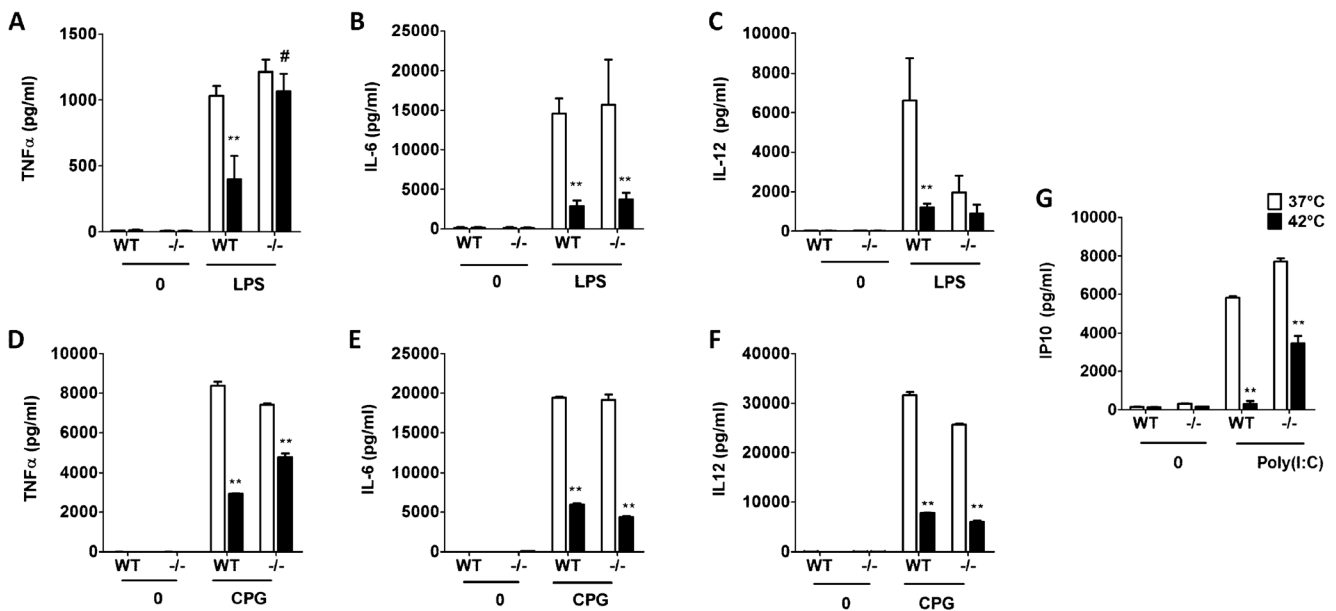 A
TNFα (pg/ml)
1500
1000
500
0
**
#
WT -/- WT -/-
0 LPS
B
IL-6 (pg/ml)
25000
20000
15000
10000
5000
0
** **
WT -/- WT -/-
0 LPS
C
IL-12 (pg/ml)
10000
8000
6000
4000
2000
0
**
WT -/- WT -/-
0 LPS
D
TNFα (pg/ml)
10000
8000
6000
4000
2000
0
** **
WT -/- WT -/-
0 CPG
E
IL-6 (pg/ml)
25000
20000
15000
10000
5000
0
** **
WT -/- WT -/-
0 CPG
F
IL12 (pg/ml)
40000
30000
20000
10000
0
** **
WT -/- WT -/-
0 CPG
G
37°C
42°C
IP10 (pg/ml)
10000
8000
6000
4000
2000
0
** **
WT -/- WT -/-
0 Poly(I:C)